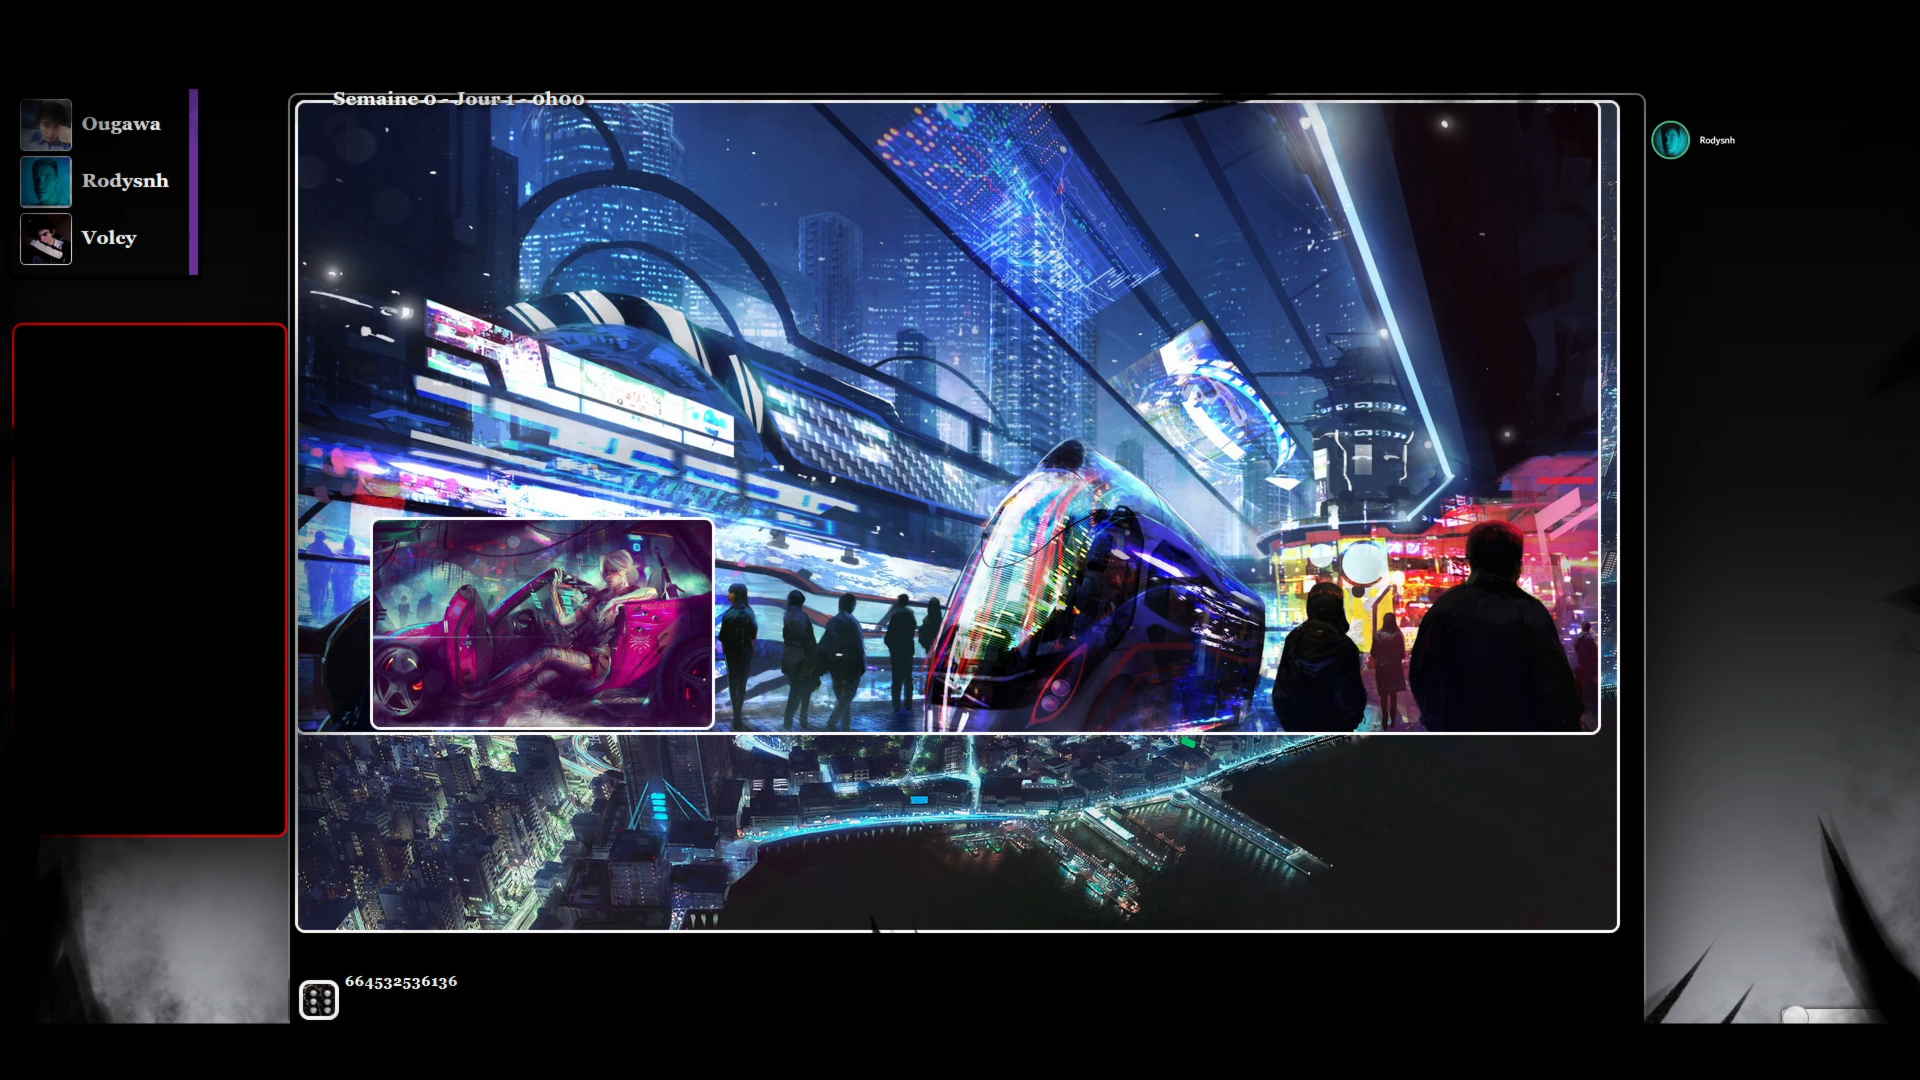 Semaine 0 - Jour 1 - 0h00
Ougawa
Rodysnh
Volcy
Rodysnh
664532536136